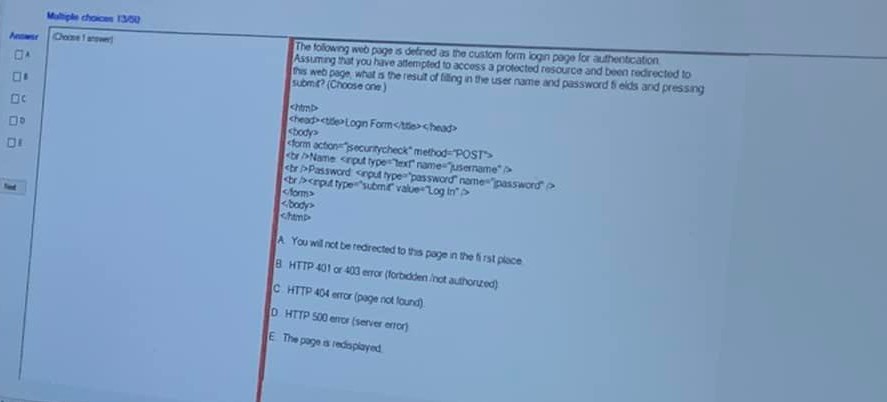 Multiple choices 13/50
Answer
(Choose 1 answer)
A
B
C
D
E
Next
The following web page is defined as the custom form login page for authentication.
Assuming that you have attempted to access a protected resource and been redirected to
this web page, what is the result of filling in the user name and password fi elds and pressing
submit? (Choose one.)
<html>
<head><title>Login Form</title></head>
<body>
<form action="jsecuritycheck" method="POST">
<br />Name: <input type="text" name="jusername" />
<br />Password: <input type="password" name="jpassword" />
<br /><input type="submit" value="Log In" />
</form>
</body>
</html>
A. You will not be redirected to this page in the fi rst place.
B. HTTP 401 or 403 error (forbidden /not authorized).
C. HTTP 404 error (page not found).
D. HTTP 500 error (server error).
E. The page is redisplayed.